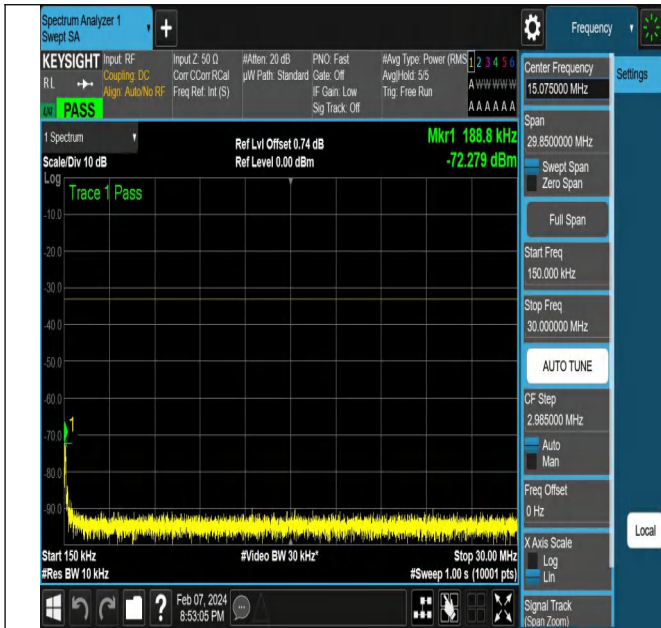 Spectrum Analyzer 1
Swept SA
+
Frequency
KEYSIGHT
RL
PASS
Input: RF
Coupling: DC
Align: Auto/No RF
Input Z: 50 Ω
Corr CCorr RCal
Freq Ref: Int (S)
#Atten: 20 dB
µW Path: Standard
PNO: Fast
Gate: Off
IF Gain: Low
Sig Track: Off
#Avg Type: Power (RMS
Avg|Hold: 5/5
Trig: Free Run
1 2 3 4 5 6
A W W W W W
A A A A A A
1 Spectrum
Scale/Div 10 dB
Ref Lvl Offset 0.74 dB
Ref Level 0.00 dBm
Mkr1 188.8 kHz
-72.279 dBm
Log
Trace 1 Pass
-10.0
-20.0
-30.0
-40.0
-50.0
-60.0
-70.0
-80.0
-90.0
1
Start 150 kHz
#Res BW 10 kHz
#Video BW 30 kHz*
Stop 30.00 MHz
#Sweep 1.00 s (10001 pts)
Feb 07, 2024
8:53:05 PM
?
Center Frequency
15.075000 MHz
Settings
Span
29.8500000 MHz
Swept Span
Zero Span
Full Span
Start Freq
150.000 kHz
Stop Freq
30.000000 MHz
AUTO TUNE
CF Step
2.985000 MHz
Auto
Man
Freq Offset
0 Hz
Local
X Axis Scale
Log
Lin
Signal Track
(Span Zoom)